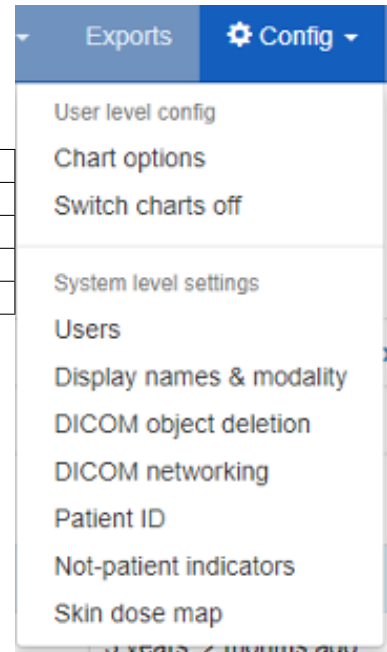 Exports Config
User level config
Chart options
Switch charts off
System level settings
Users
Display names & modality
DICOM object deletion
DICOM networking
Patient ID
Not-patient indicators
Skin dose map